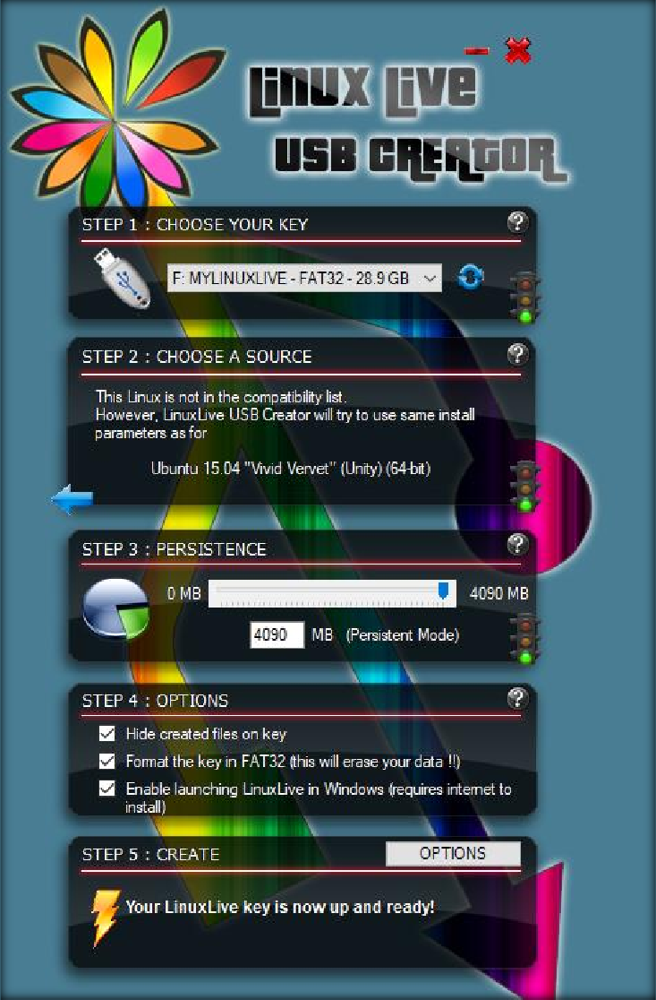 Linux Live
USB CREATOR
STEP 1 : CHOOSE YOUR KEY
?
F: MYLINUXLIVE - FAT32 - 28.9 GB
STEP 2 : CHOOSE A SOURCE
?
This Linux is not in the compatibility list.
However, LinuxLive USB Creator will try to use same install
parameters as for
Ubuntu 15.04 "Vivid Vervet" (Unity) (64-bit)
STEP 3 : PERSISTENCE
?
0 MB
4090 MB
4090 MB (Persistent Mode)
STEP 4 : OPTIONS
?
Hide created files on key
Format the key in FAT32 (this will erase your data !!)
Enable launching LinuxLive in Windows (requires internet to
install)
STEP 5 : CREATE
OPTIONS
Your LinuxLive key is now up and ready!